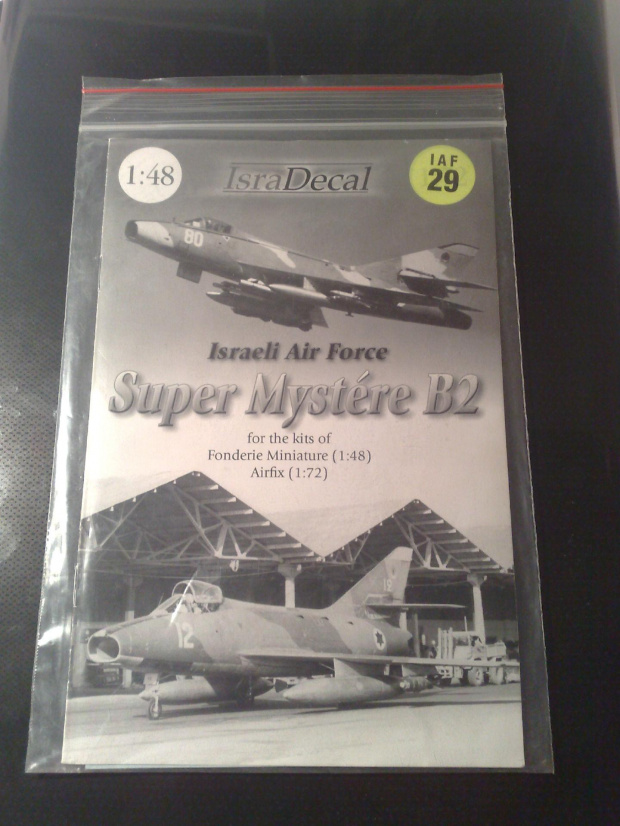 1:48
IsraDecal
IAF
29
80
Israeli Air Force
Super Mystére B2
for the kits of
Fonderie Miniature (1:48)
Airfix (1:72)
12